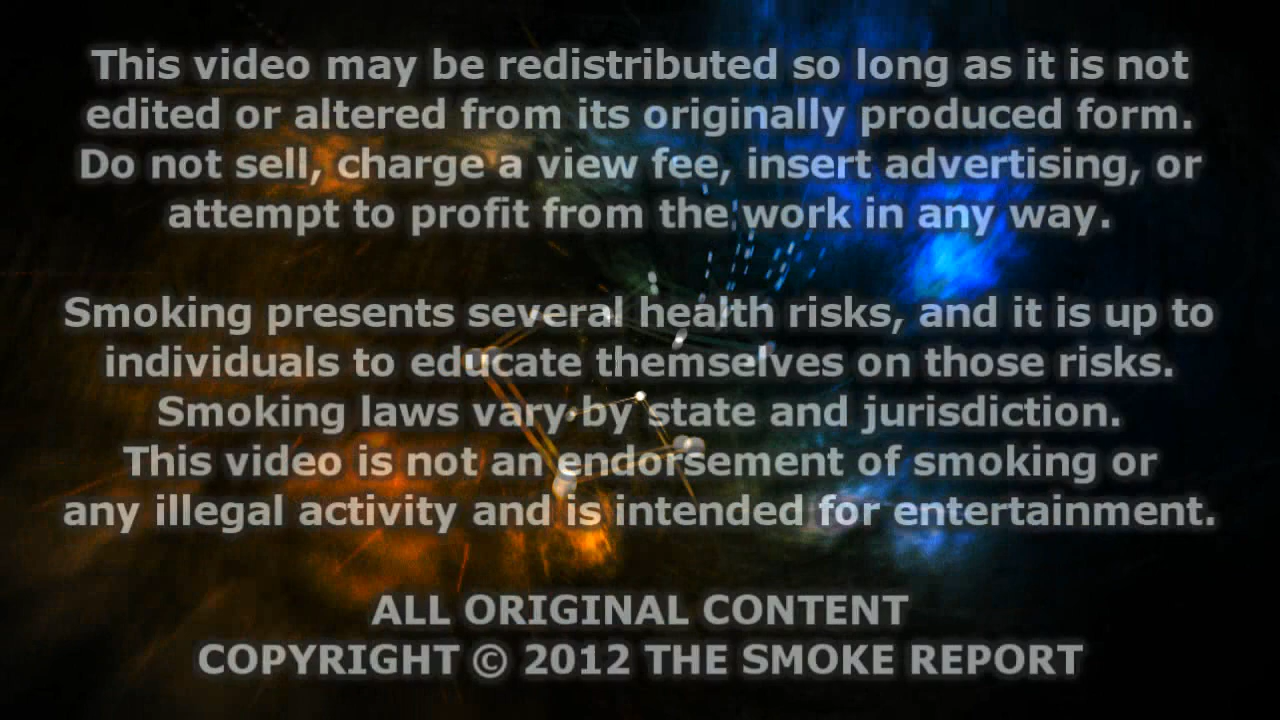 This video may be redistributed so long as it is not
edited or altered from its originally produced form.
Do not sell, charge a view fee, insert advertising, or
attempt to profit from the work in any way.
Smoking presents several health risks, and it is up to
individuals to educate themselves on those risks.
Smoking laws vary by state and jurisdiction.
This video is not an endorsement of smoking or
any illegal activity and is intended for entertainment.
ALL ORIGINAL CONTENT
COPYRIGHT © 2012 THE SMOKE REPORT